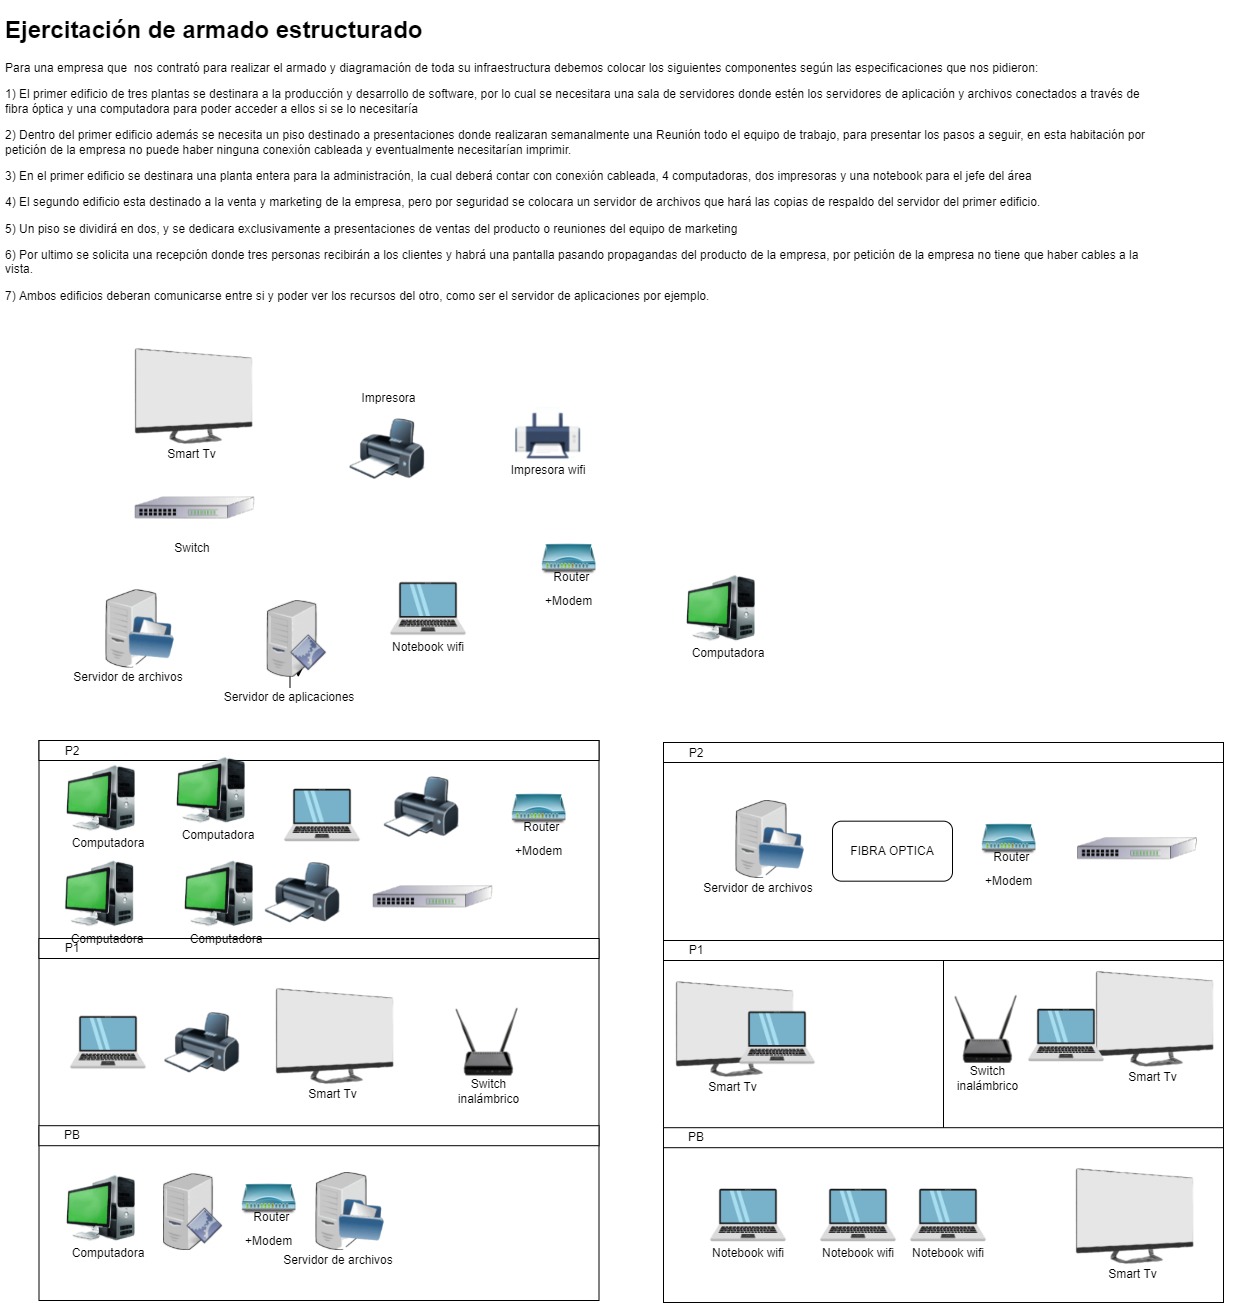 Ejercitación de armado estructurado
Para una empresa que  nos contrató para realizar el armado y diagramación de toda su infraestructura debemos colocar los siguientes componentes según las especificaciones que nos pidieron:
1) El primer edificio de tres plantas se destinara a la producción y desarrollo de software, por lo cual se necesitara una sala de servidores donde estén los servidores de aplicación y archivos conectados a través de
fibra óptica y una computadora para poder acceder a ellos si se lo necesitaría
2) Dentro del primer edificio además se necesita un piso destinado a presentaciones donde realizaran semanalmente una Reunión todo el equipo de trabajo, para presentar los pasos a seguir, en esta habitación por
petición de la empresa no puede haber ninguna conexión cableada y eventualmente necesitarían imprimir.
3) En el primer edificio se destinara una planta entera para la administración, la cual deberá contar con conexión cableada, 4 computadoras, dos impresoras y una notebook para el jefe del área
4) El segundo edificio esta destinado a la venta y marketing de la empresa, pero por seguridad se colocara un servidor de archivos que hará las copias de respaldo del servidor del primer edificio.
5) Un piso se dividirá en dos, y se dedicara exclusivamente a presentaciones de ventas del producto o reuniones del equipo de marketing
6) Por ultimo se solicita una recepción donde tres personas recibirán a los clientes y habrá una pantalla pasando propagandas del producto de la empresa, por petición de la empresa no tiene que haber cables a la
vista.
7) Ambos edificios deberan comunicarse entre si y poder ver los recursos del otro, como ser el servidor de aplicaciones por ejemplo.
Impresora
Smart Tv
Impresora wifi
Switch
Router
+Modem
Notebook wifi
Computadora
Servidor de archivos
Servidor de aplicaciones
P2
Computadora
Computadora
Router
+Modem
Computadora
Computadora
P1
Smart Tv
Switch
inalámbrico
PB
Computadora
Router
+Modem
Servidor de archivos
P2
FIBRA OPTICA
Router
+Modem
Servidor de archivos
P1
Smart Tv
Switch
inalámbrico
Smart Tv
PB
Notebook wifi
Notebook wifi
Notebook wifi
Smart Tv